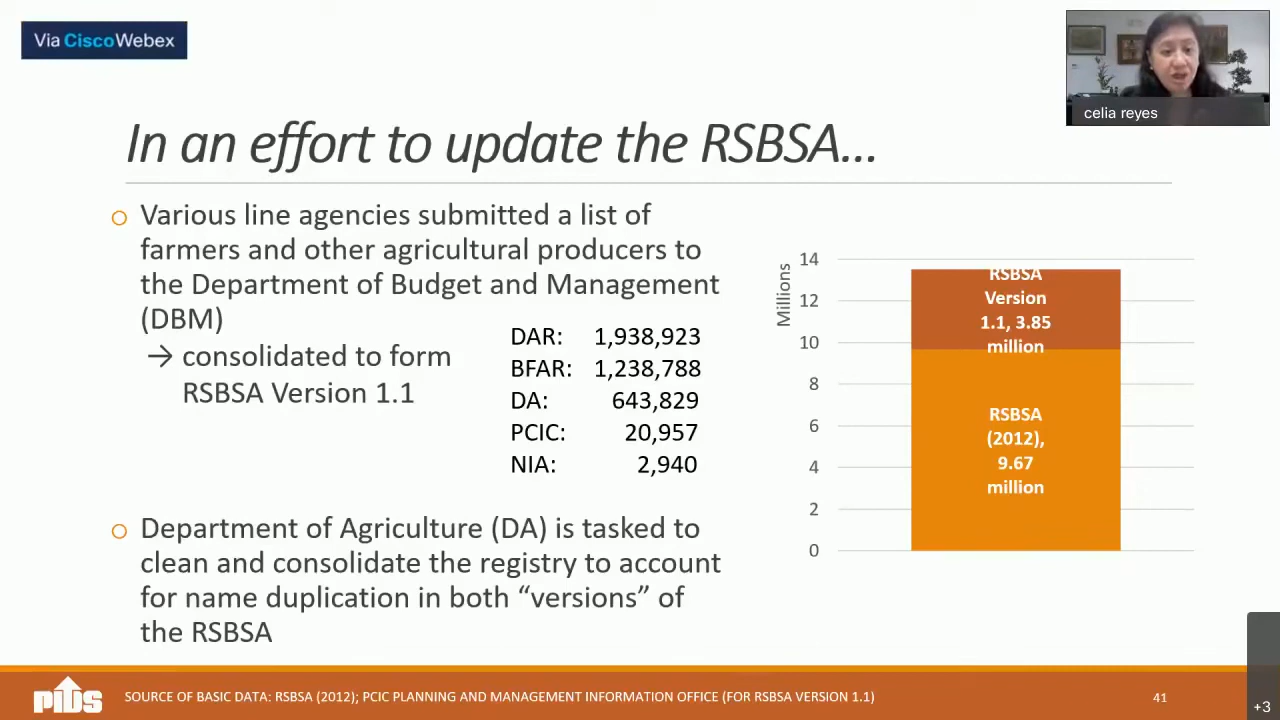 Via CiscoWebex
celia reyes
In an effort to update the RSBSA...
Various line agencies submitted a list of
farmers and other agricultural producers to
the Department of Budget and Management
(DBM)
→ consolidated to form
RSBSA Version 1.1
DAR: 1,938,923
BFAR: 1,238,788
DA: 643,829
PCIC: 20,957
NIA: 2,940
Department of Agriculture (DA) is tasked to
clean and consolidate the registry to account
for name duplication in both “versions” of
the RSBSA
Millions
14
12
10
8
6
4
2
0
RSBSA
Version
1.1, 3.85
million
RSBSA
(2012),
9.67
million
PIDS
SOURCE OF BASIC DATA: RSBSA (2012); PCIC PLANNING AND MANAGEMENT INFORMATION OFFICE (FOR RSBSA VERSION 1.1)
41
+3